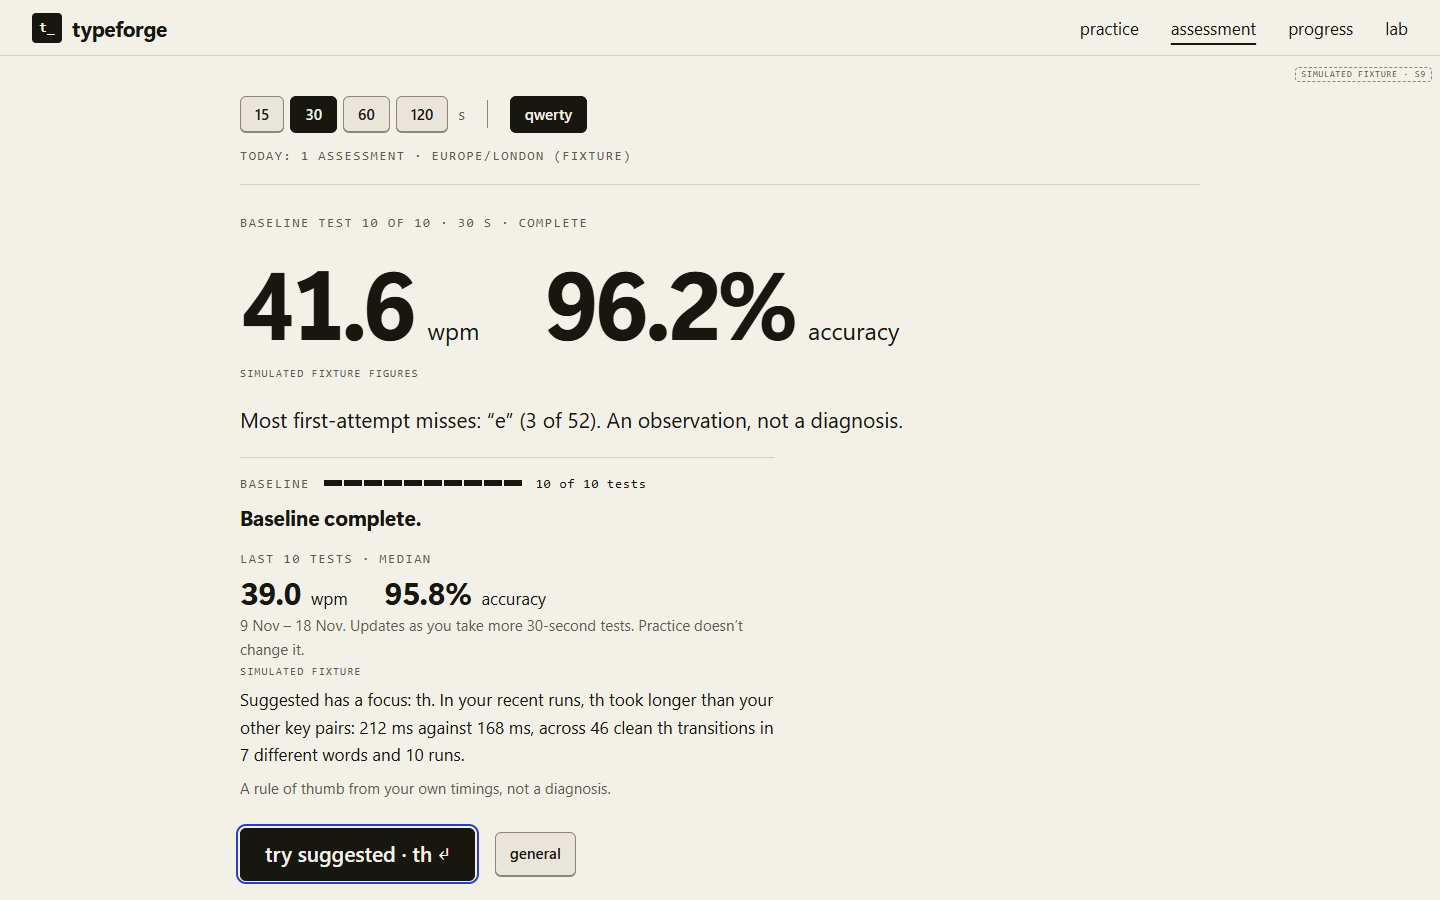 t_ typeforge practice assessment progress lab
SIMULATED FIXTURE · S9
15 30 60 120 s qwerty
TODAY: 1 ASSESSMENT · EUROPE/LONDON (FIXTURE)
BASELINE TEST 10 OF 10 · 30 S · COMPLETE
41.6 wpm 96.2% accuracy
SIMULATED FIXTURE FIGURES
Most first-attempt misses: “e” (3 of 52). An observation, not a diagnosis.
BASELINE 10 of 10 tests
Baseline complete.
LAST 10 TESTS · MEDIAN
39.0 wpm 95.8% accuracy
9 Nov – 18 Nov. Updates as you take more 30-second tests. Practice doesn’t
change it.
SIMULATED FIXTURE
Suggested has a focus: th. In your recent runs, th took longer than your
other key pairs: 212 ms against 168 ms, across 46 clean th transitions in
7 different words and 10 runs.
A rule of thumb from your own timings, not a diagnosis.
try suggested · th ↵ general